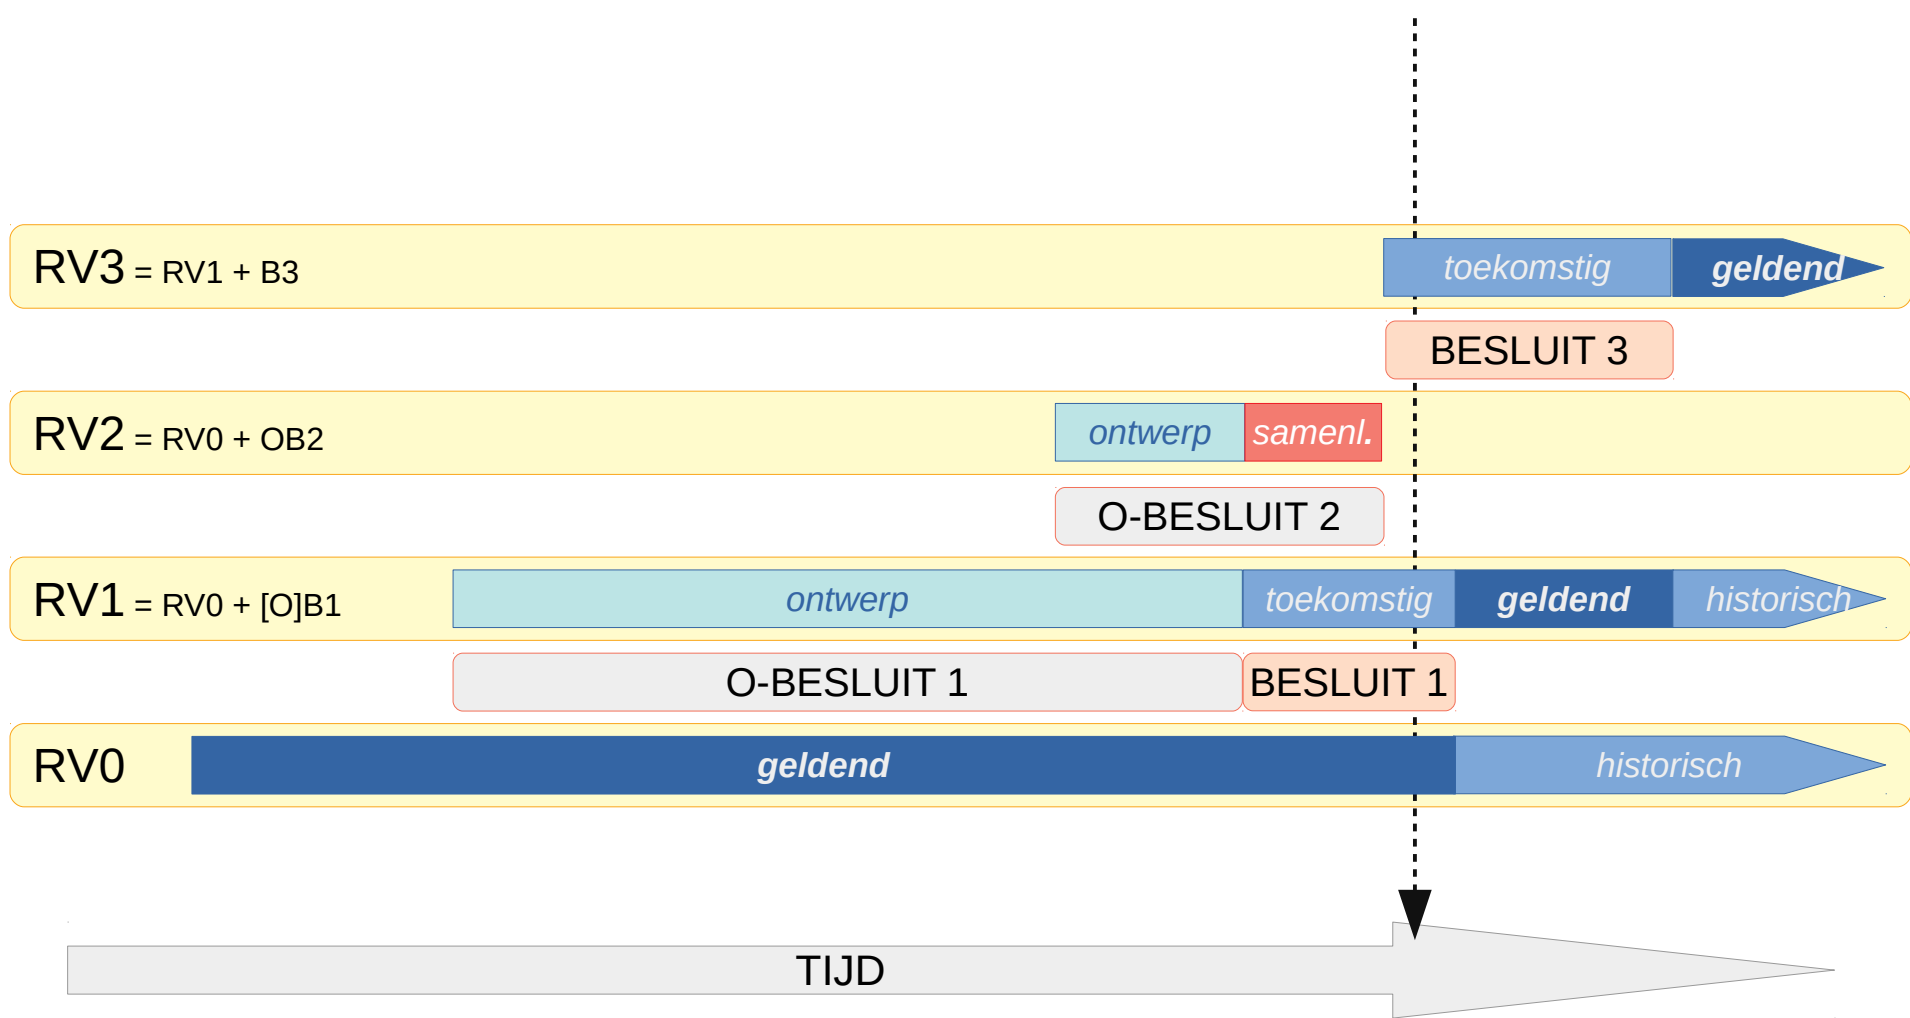 RV3 = RV1 + B3
toekomstig
geldend
BESLUIT 3
RV2 = RV0 + OB2
ontwerp
samenl.
O-BESLUIT 2
RV1 = RV0 + [O]B1
ontwerp
toekomstig
geldend
historisch
O-BESLUIT 1
BESLUIT 1
RV0
geldend
historisch
TIJD